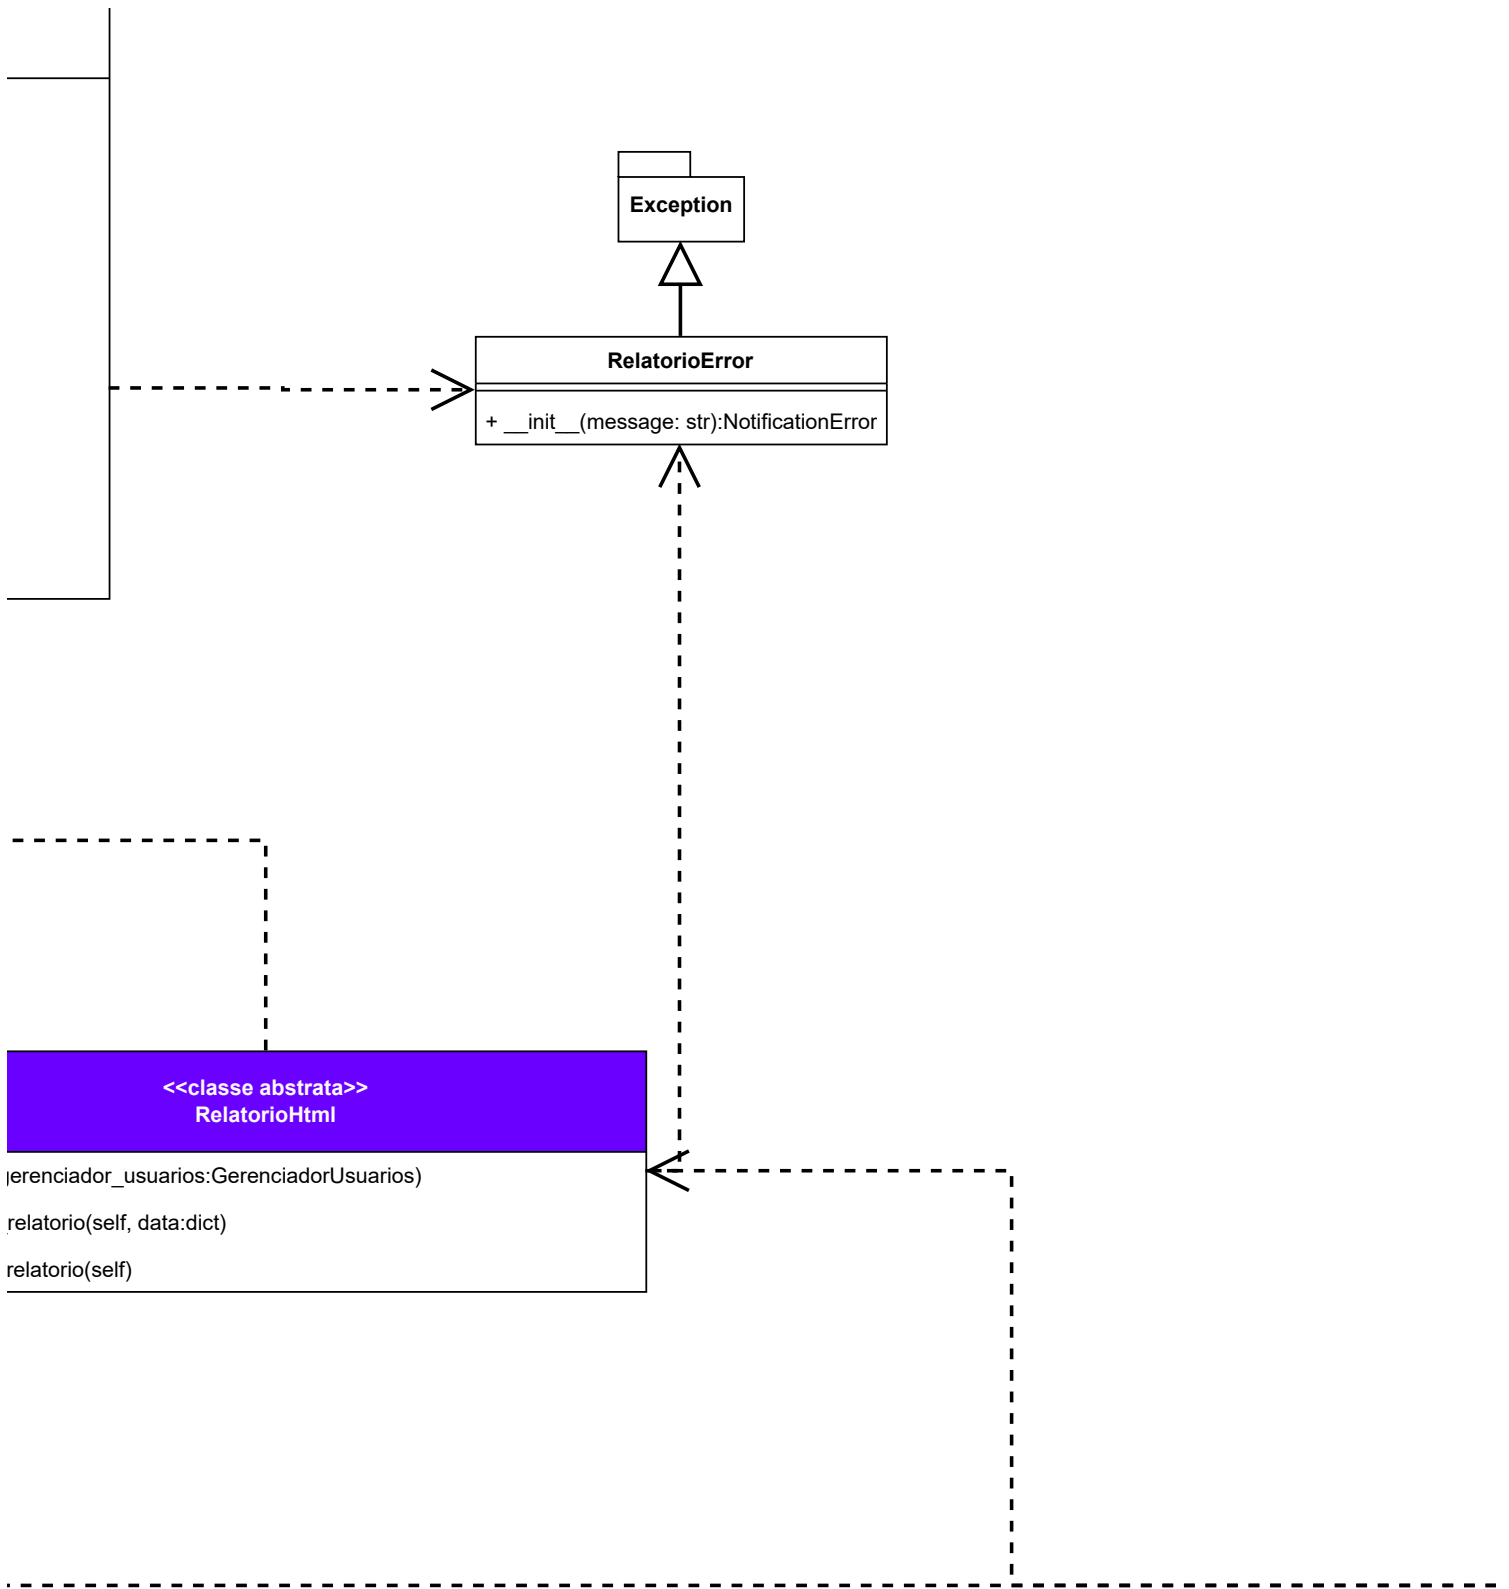 Exception
RelatorioError
+ __init__(message: str):NotificationError
<<classe abstrata>>
RelatorioHtml
erenciador_usuarios:GerenciadorUsuarios)
relatorio(self, data:dict)
relatorio(self)